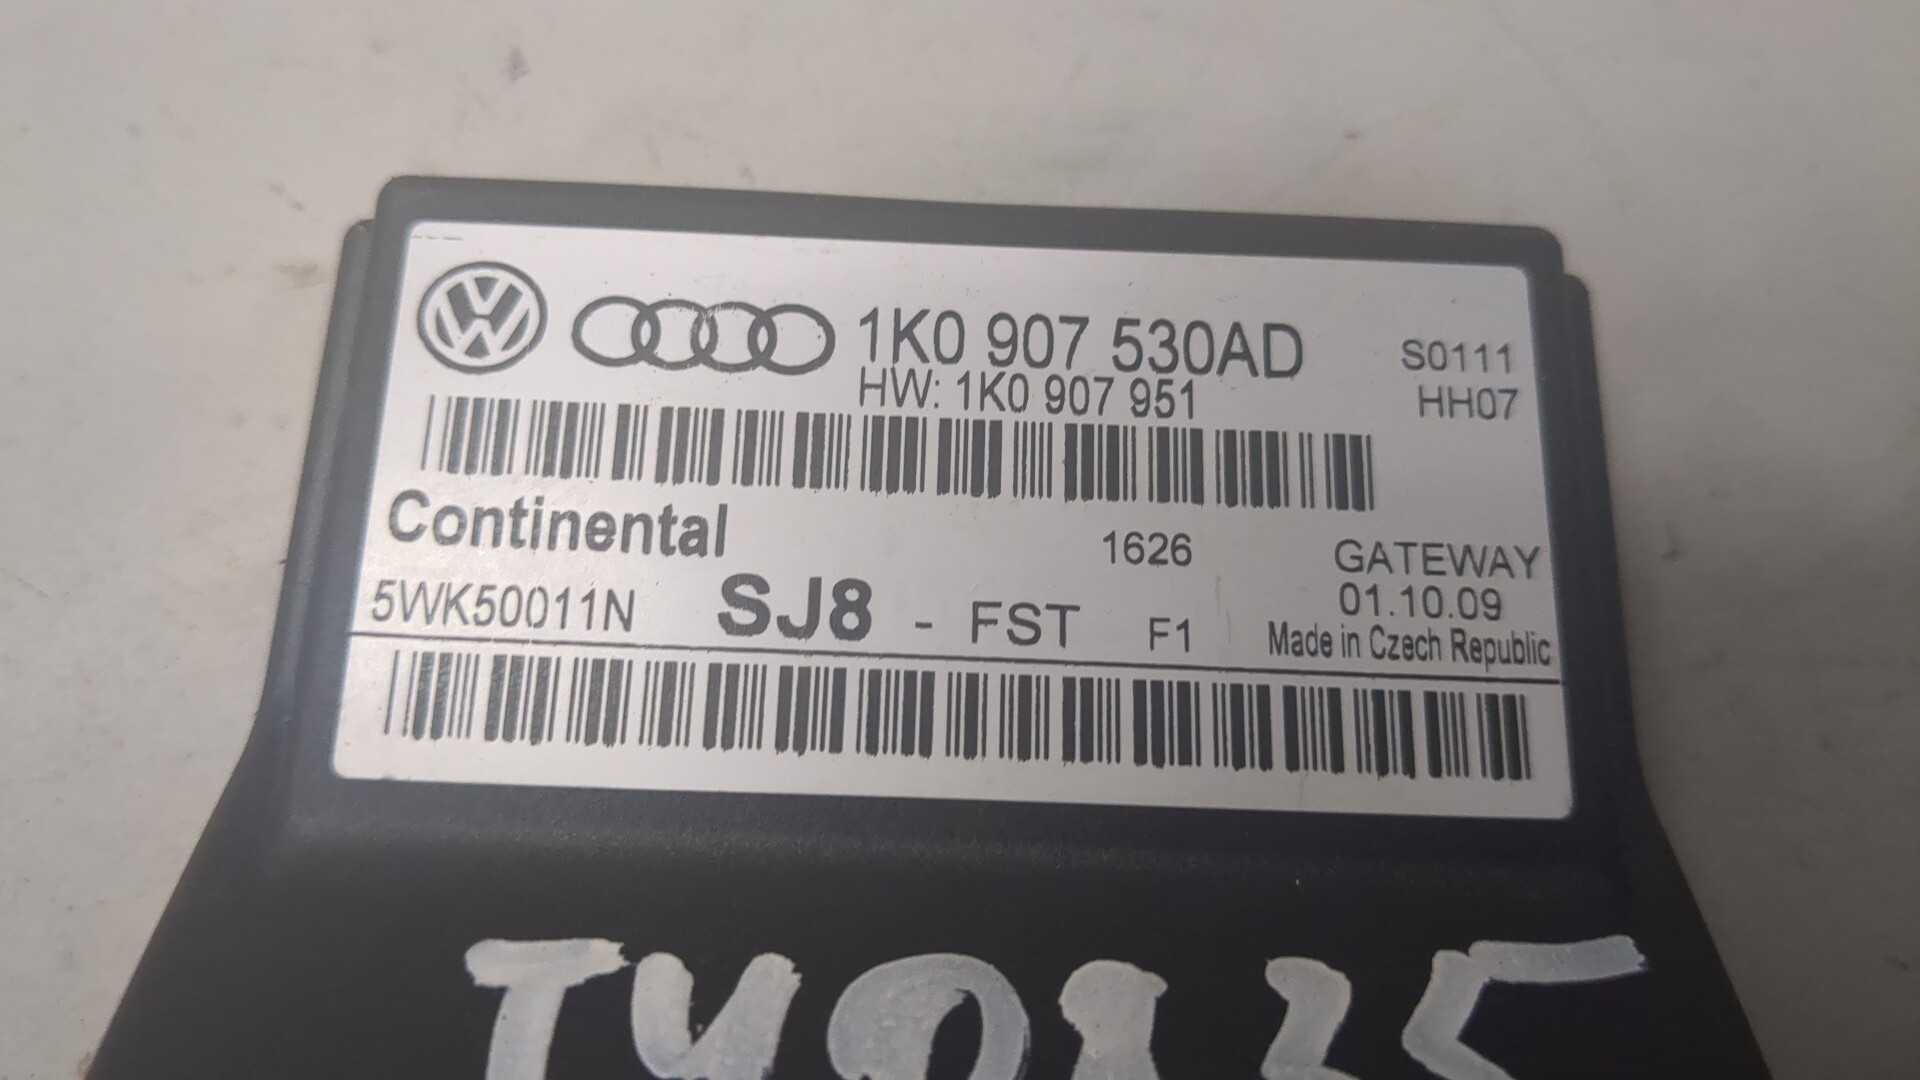 1K0 907 530AD S0111
HW: 1K0 907 951 HH07
Continental 1626 GATEWAY
5WK50011N SJ8 - FST F1 01.10.09
Made in Czech Republic